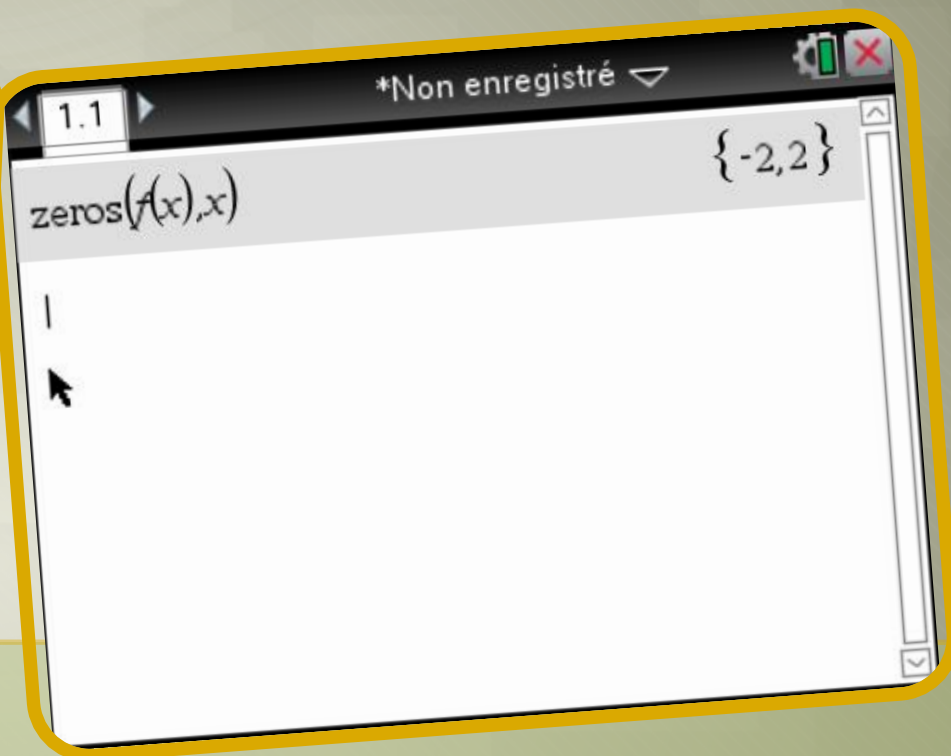 1.1
*Non enregistré
zeros(f(x),x)
{-2,2}